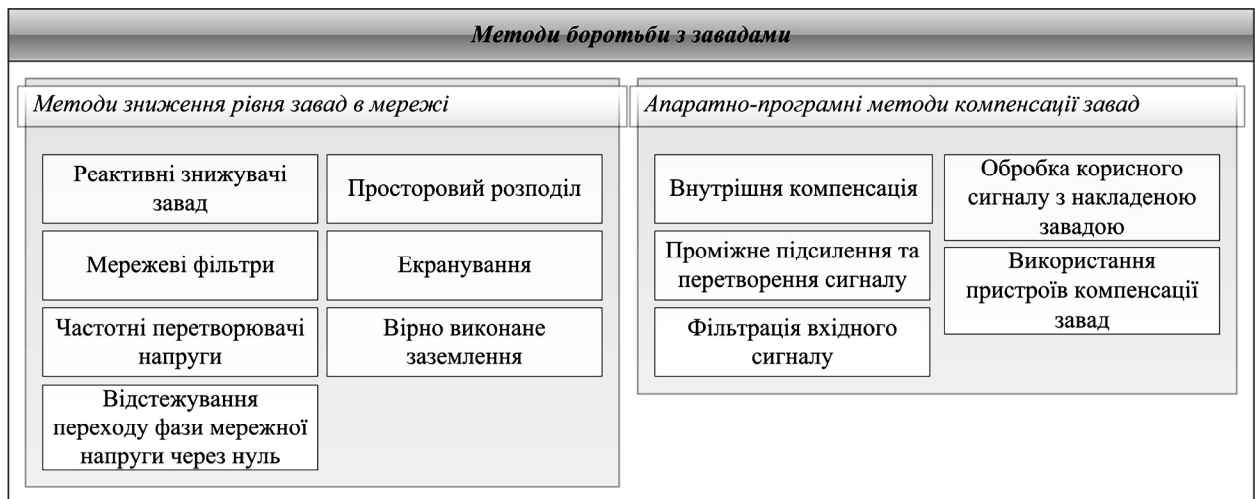 Методи боротьби з завадами
Методи зниження рівня завад в мережі
Реактивні знижувачі
завад
Просторовий розподіл
Мережеві фільтри
Екранування
Частотні перетворювачі
напруги
Вірно виконане
заземлення
Відстежування
переходу фази мережної
напруги через нуль
Апаратно-програмні методи компенсації завад
Внутрішня компенсація
Обробка корисного
сигналу з накладеною
завадою
Проміжне підсилення та
перетворення сигналу
Використання
пристроїв компенсації
завад
Фільтрація вхідного
сигналу